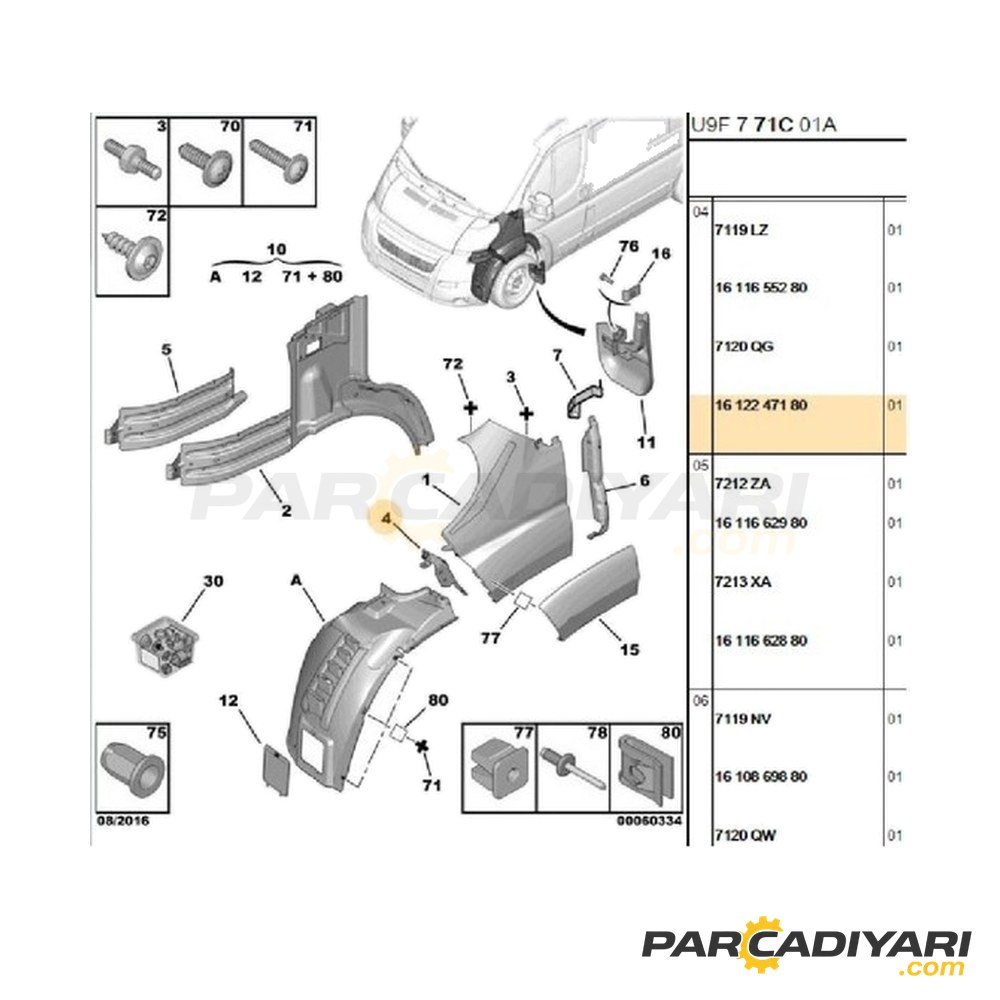 3 70 71
72
10
A 12 71 + 80
76 16
5
72
3
7
11
1
2
6
4
30
A
77
15
12
80
71
75
77 78 80
08/2016
00060334
U9F 7 71C 01A
04
7119 LZ 01
16 116 552 80 01
7120 QG 01
16 122 471 80 01
05
7212 ZA 01
16 116 629 80 01
7213 XA 01
16 116 628 80 01
06
7119 NV 01
16 108 698 80 01
7120 QW 01
PARCADIYARI
.com
PARCADIYARI
.com